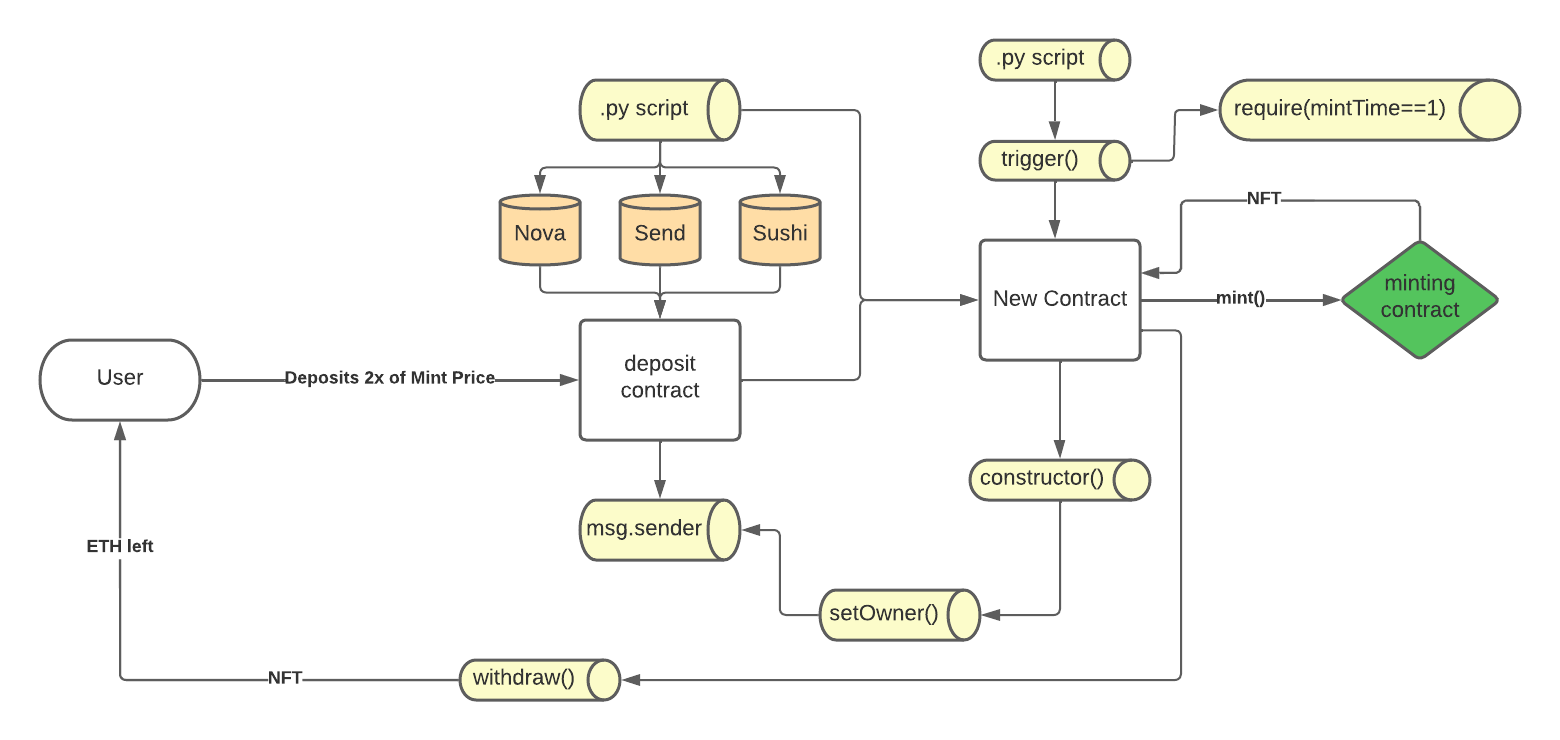 .py script
.py script
require(mintTime==1)
trigger()
NFT
Nova
Send
Sushi
New Contract
mint()
minting
contract
User
Deposits 2x of Mint Price
deposit
contract
constructor()
msg.sender
ETH left
setOwner()
NFT
withdraw()